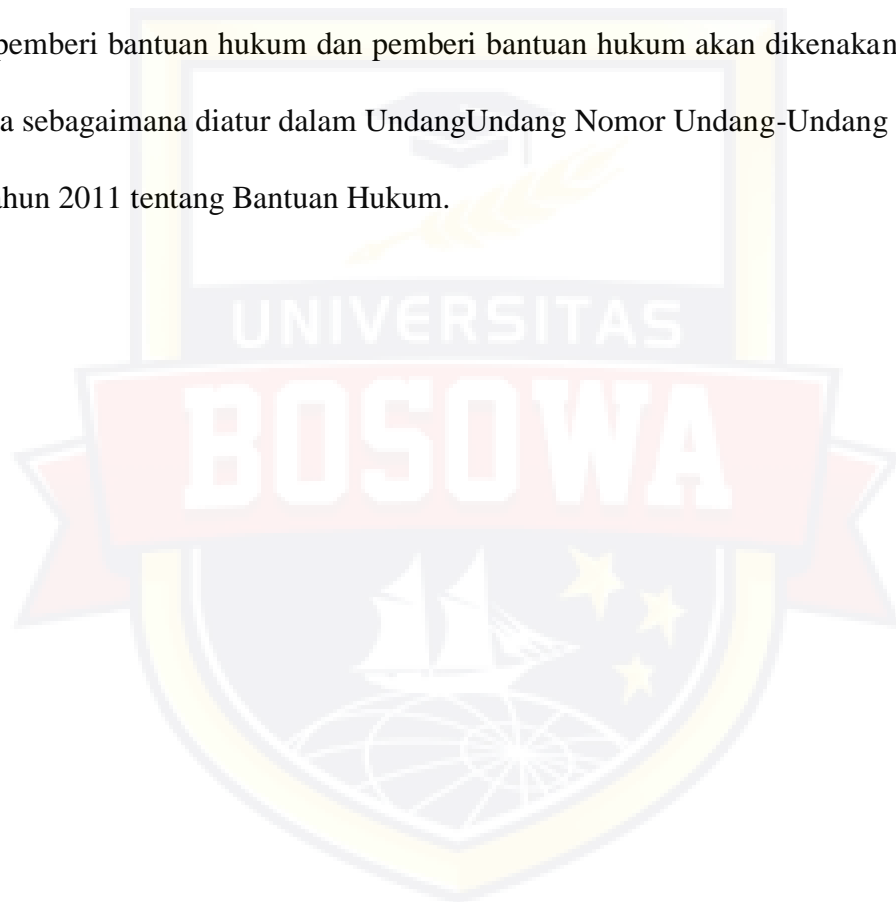 pemberi bantuan hukum dan pemberi bantuan hukum akan dikenakan
a sebagaimana diatur dalam UndangUndang Nomor Undang-Undang
ahun 2011 tentang Bantuan Hukum.
UNIVERSITAS
BOSOWA